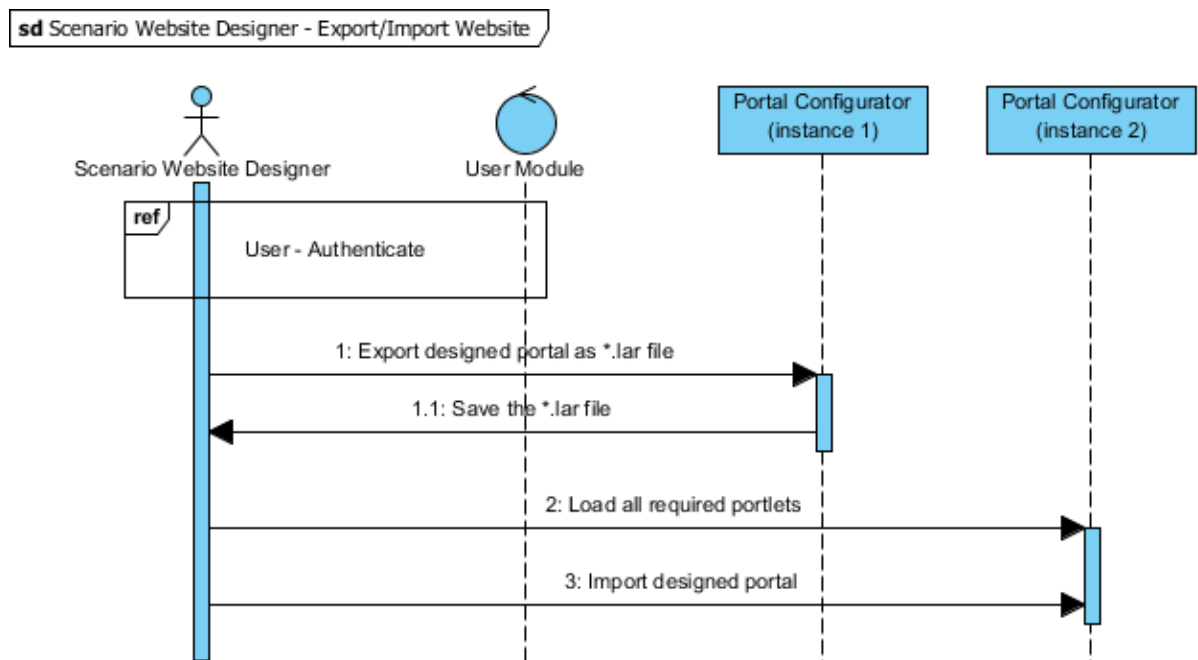 sd Scenario Website Designer - Export/Import Website
Portal Configurator
(instance 1)
Portal Configurator
(instance 2)
Scenario Website Designer
User Module
ref
User - Authenticate
1: Export designed portal as *.lar file
1.1: Save the *.lar file
2: Load all required portlets
3: Import designed portal